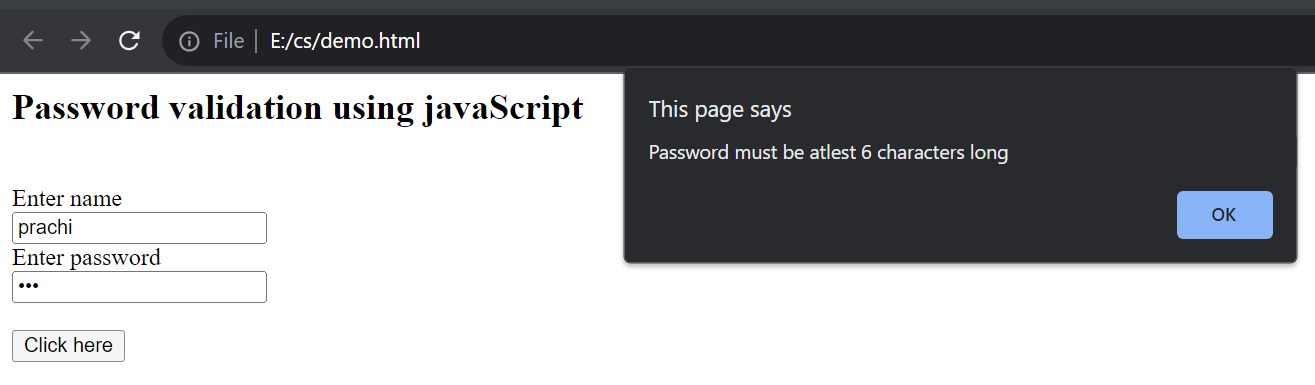 File | E:/cs/demo.html
Password validation using javaScript
This page says
Password must be atlest 6 characters long
OK
Enter name
prachi
Enter password
•••
Click here